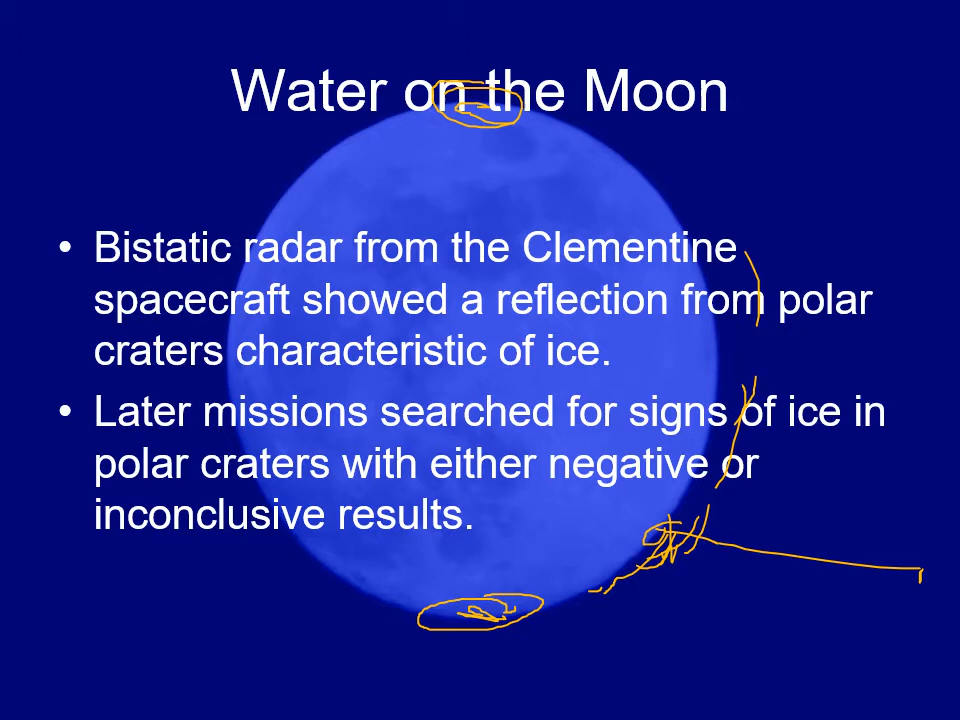 Water on the Moon
• Bistatic radar from the Clementine
spacecraft showed a reflection from polar
craters characteristic of ice.
• Later missions searched for signs of ice in
polar craters with either negative or
inconclusive results.